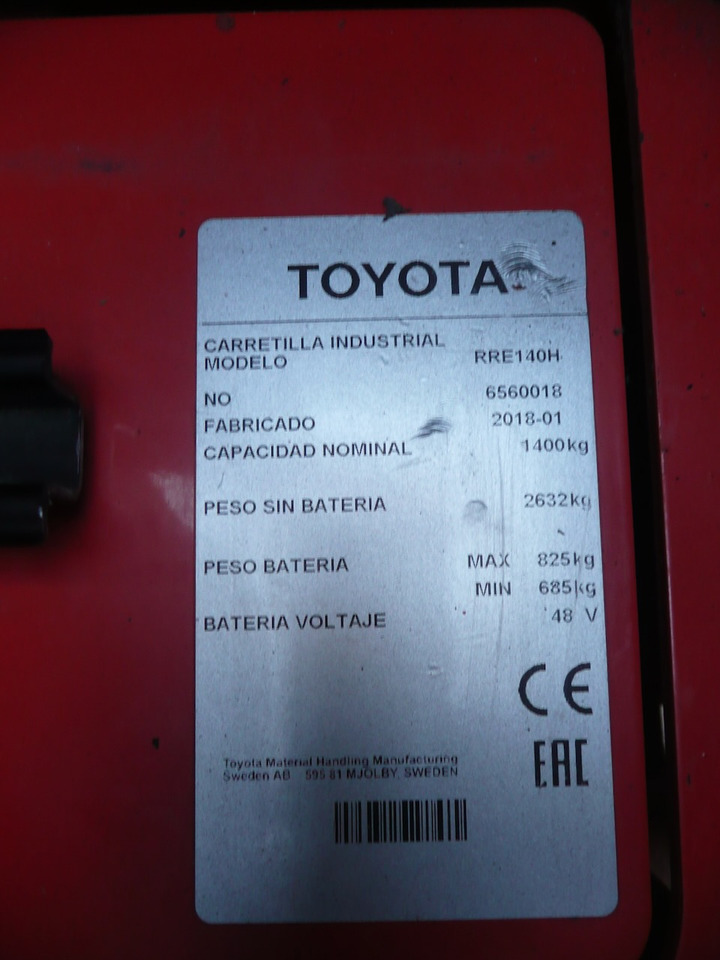 TOYOTA
CARRETILLA INDUSTRIAL
MODELO RRE140H
NO 6560018
FABRICADO 2018-01
CAPACIDAD NOMINAL 1400kg
PESO SIN BATERIA 2632kg
PESO BATERIA MAX 825kg
MIN 685kg
BATERIA VOLTAJE 48 V
CE
EAC
Toyota Material Handling Manufacturing
Sweden AB 595 81 MJÖLBY, SWEDEN